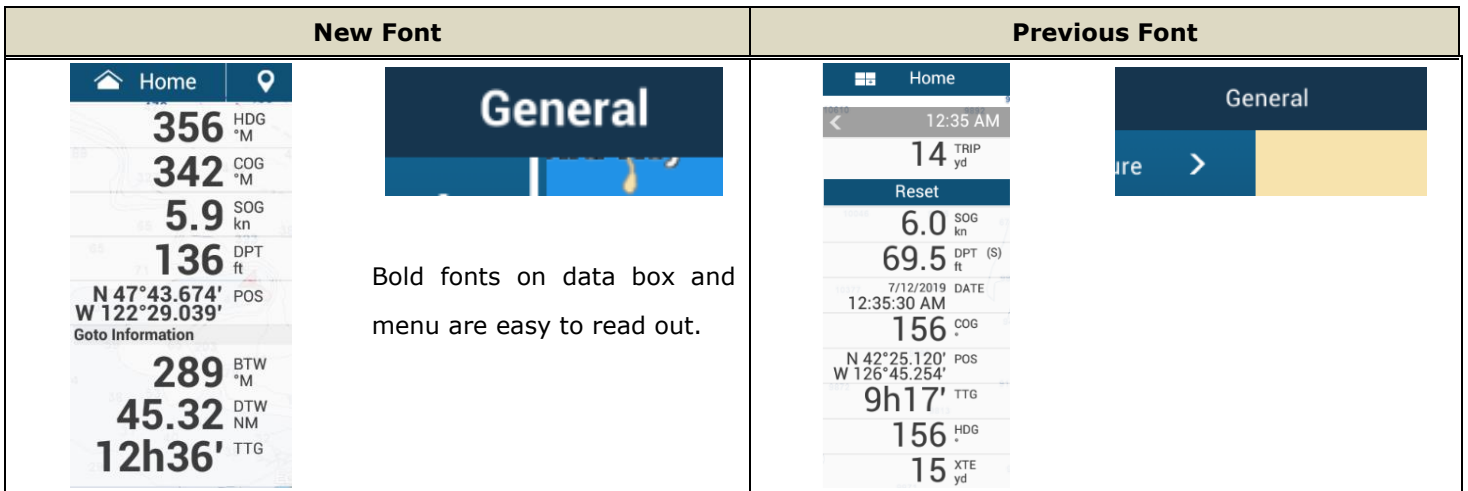 New Font
Previous Font
Home
356 HDG °M
342 COG °M
5.9 SOG kn
136 DPT ft
N 47°43.674' POS
W 122°29.039'
Goto Information
289 BTW °M
45.32 DTW NM
12h36' TTG
General
Bold fonts on data box and
menu are easy to read out.
Home
12:35 AM
14 TRIP yd
Reset
6.0 SOG kn
69.5 DPT (S) ft
7/12/2019 DATE
12:35:30 AM
156 COG °
N 42°25.120' POS
W 126°45.254'
9h17' TTG
156 HDG °
15 XTE yd
General
ure